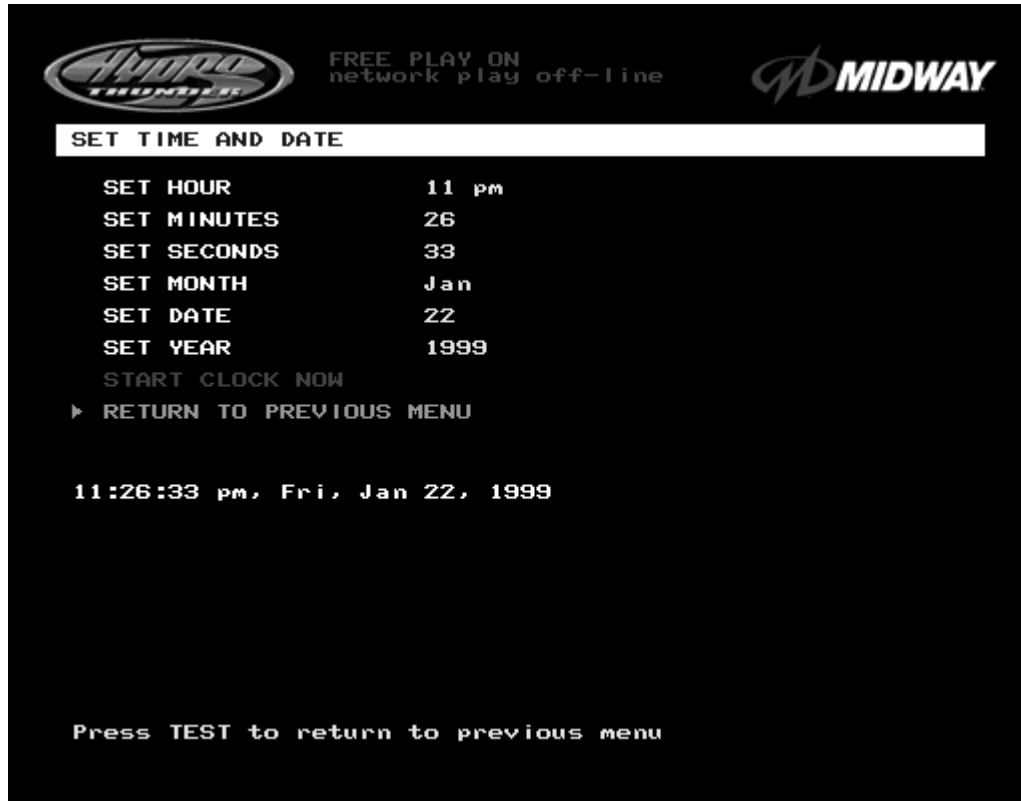 HYDRO
THUNDER
FREE PLAY ON
network play off-line
MIDWAY
SET TIME AND DATE
SET HOUR 11 pm
SET MINUTES 26
SET SECONDS 33
SET MONTH Jan
SET DATE 22
SET YEAR 1999
START CLOCK NOW
RETURN TO PREVIOUS MENU
11:26:33 pm, Fri, Jan 22, 1999
Press TEST to return to previous menu